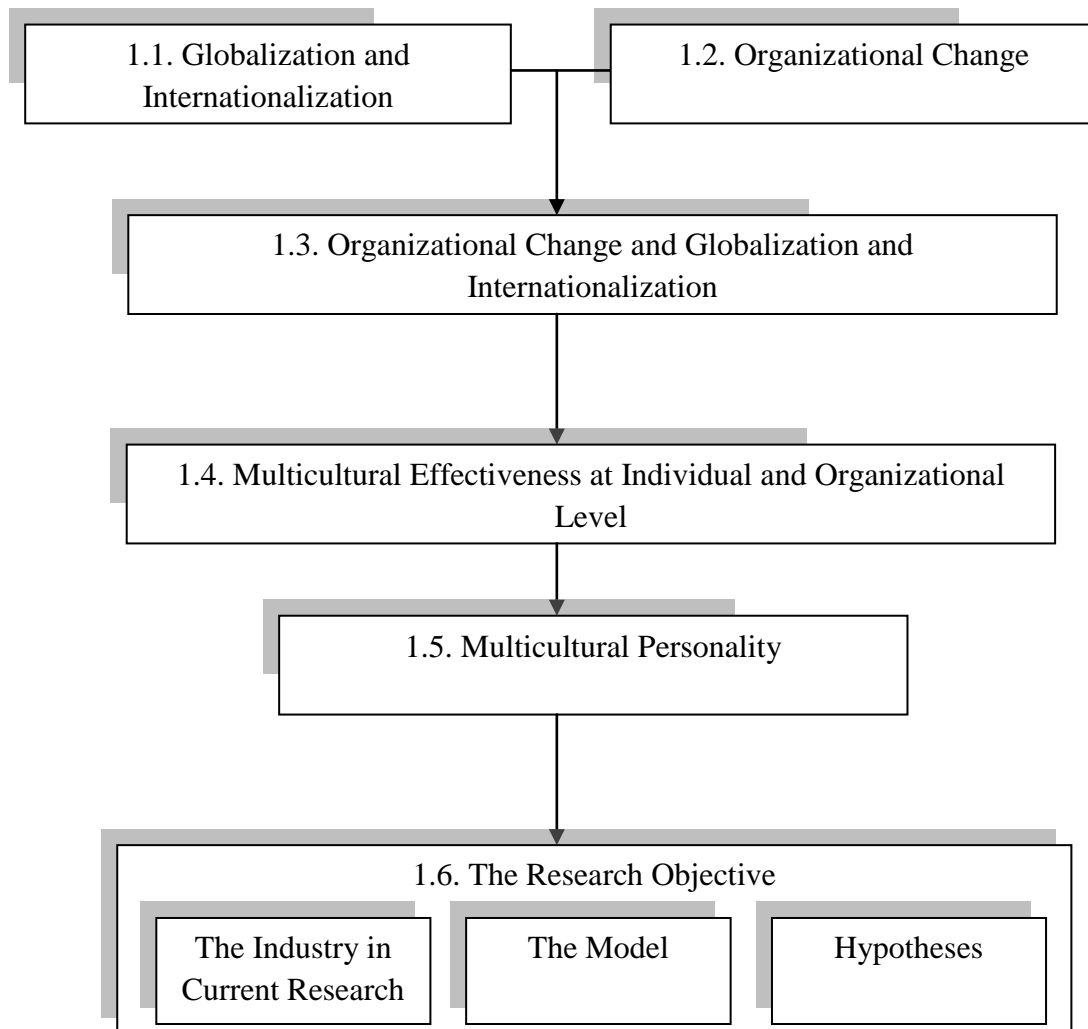 1.1. Globalization and
Internationalization
1.2. Organizational Change
1.3. Organizational Change and Globalization and
Internationalization
1.4. Multicultural Effectiveness at Individual and Organizational
Level
1.5. Multicultural Personality
1.6. The Research Objective
The Industry in
Current Research
The Model
Hypotheses